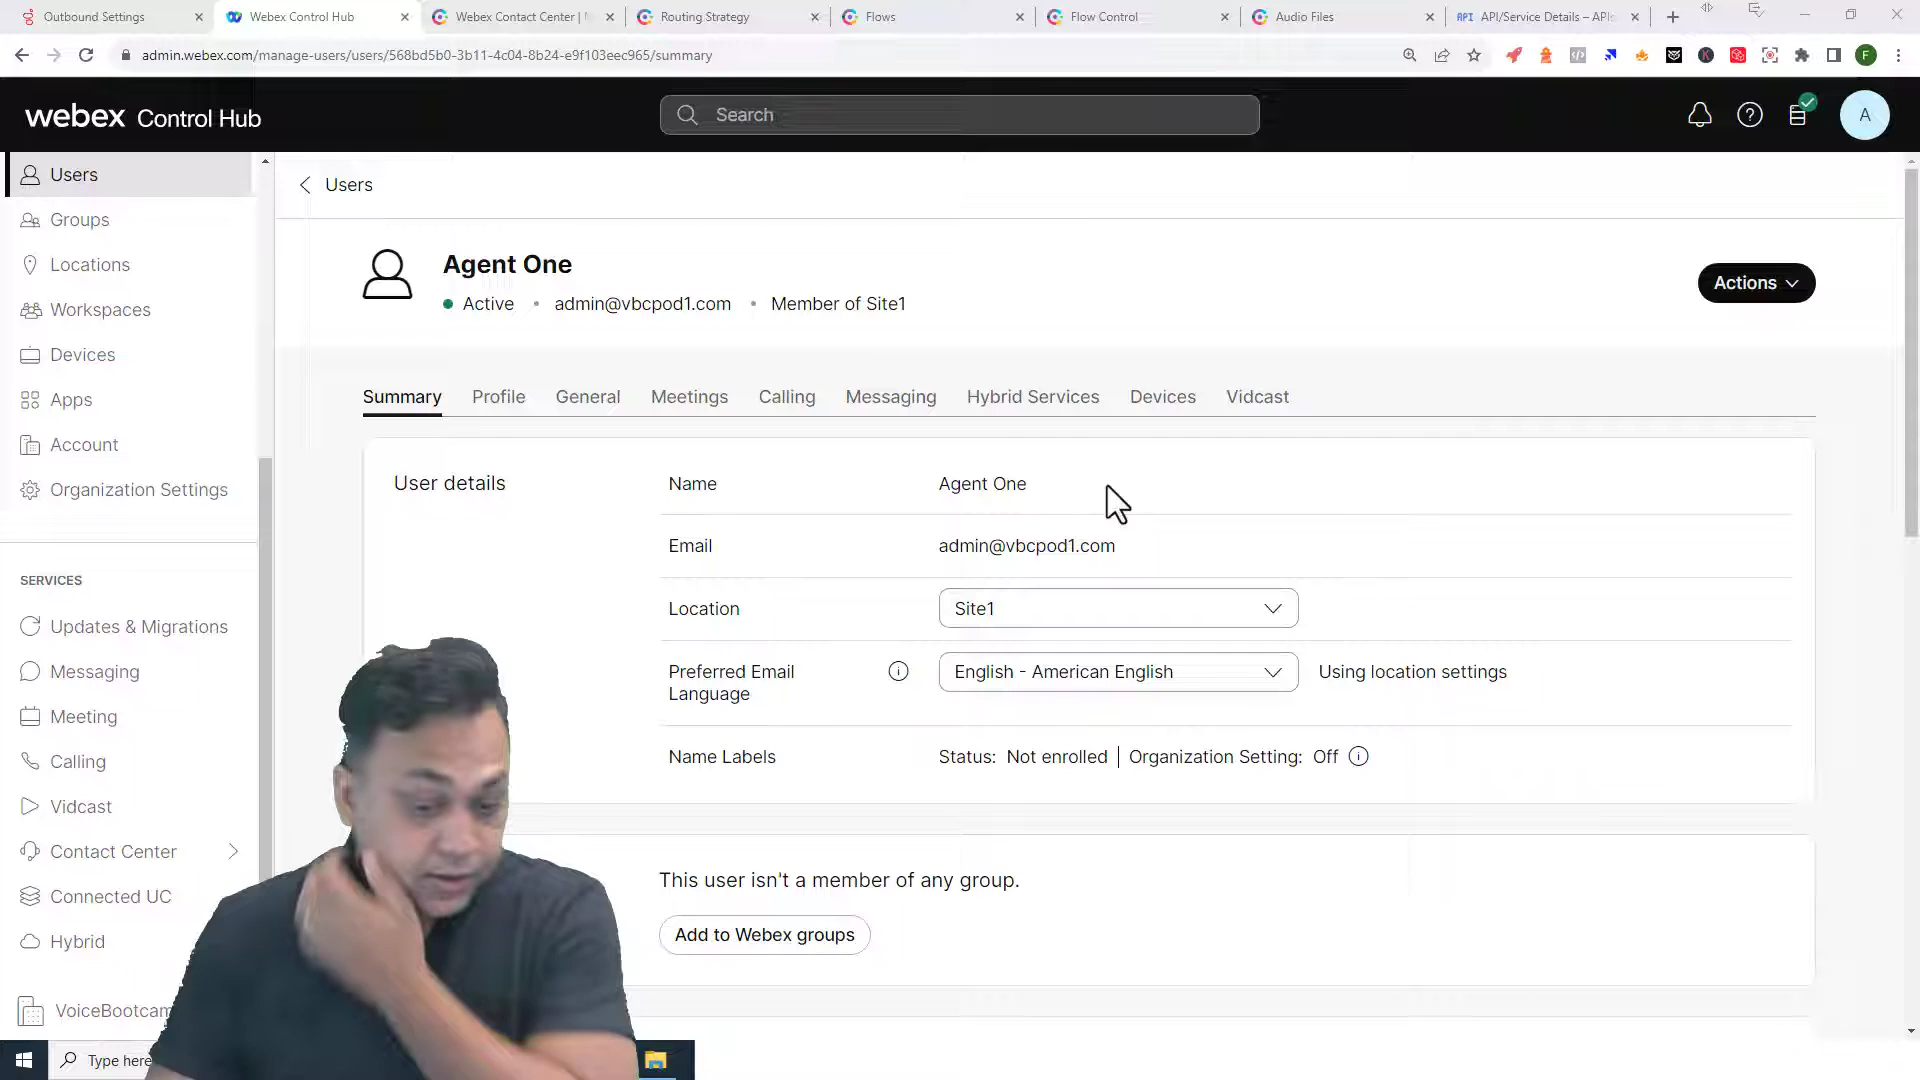 Outbound Settings
Webex Control Hub
Webex Contact Center |
Routing Strategy
Flows
Flow Control
Audio Files
API API/Service Details – APIs
admin.webex.com/manage-users/users/568bd5b0-3b11-4c04-8b24-e9f103eec965/summary
F
webex Control Hub
Search
A
Users
Groups
Locations
Workspaces
Devices
Apps
Account
Organization Settings
SERVICES
Updates & Migrations
Messaging
Meeting
Calling
Vidcast
Contact Center
Connected UC
Hybrid
VoiceBootcam
Type here
Users
Agent One
Active • admin@vbcpod1.com • Member of Site1
Actions
Summary Profile General Meetings Calling Messaging Hybrid Services Devices Vidcast
User details
Name Agent One
Email admin@vbcpod1.com
Location Site1
Preferred Email Language English - American English Using location settings
Name Labels Status: Not enrolled | Organization Setting: Off
This user isn't a member of any group.
Add to Webex groups